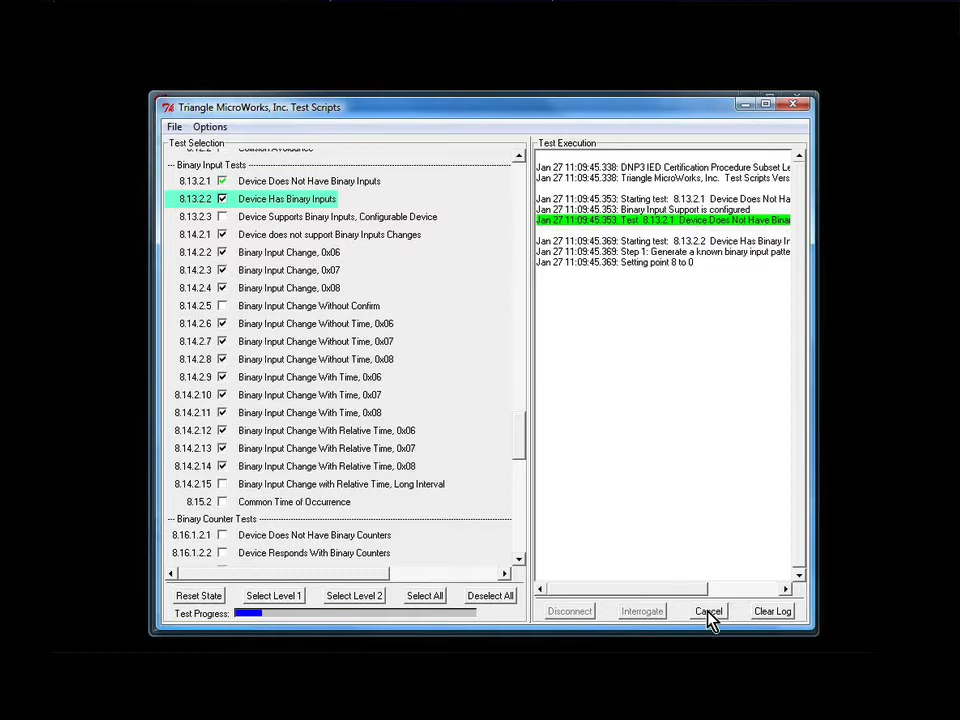 Triangle MicroWorks, Inc. Test Scripts
File Options
Test Selection
--- Binary Input Tests
8.13.2.1 Device Does Not Have Binary Inputs
8.13.2.2 Device Has Binary Inputs
8.13.2.3 Device Supports Binary Inputs, Configurable Device
8.14.2.1 Device does not support Binary Inputs Changes
8.14.2.2 Binary Input Change, 0x06
8.14.2.3 Binary Input Change, 0x07
8.14.2.4 Binary Input Change, 0x08
8.14.2.5 Binary Input Change Without Confirm
8.14.2.6 Binary Input Change Without Time, 0x06
8.14.2.7 Binary Input Change Without Time, 0x07
8.14.2.8 Binary Input Change Without Time, 0x08
8.14.2.9 Binary Input Change With Time, 0x06
8.14.2.10 Binary Input Change With Time, 0x07
8.14.2.11 Binary Input Change With Time, 0x08
8.14.2.12 Binary Input Change With Relative Time, 0x06
8.14.2.13 Binary Input Change With Relative Time, 0x07
8.14.2.14 Binary Input Change With Relative Time, 0x08
8.14.2.15 Binary Input Change with Relative Time, Long Interval
8.15.2 Common Time of Occurrence
--- Binary Counter Tests
8.16.1.2.1 Device Does Not Have Binary Counters
8.16.1.2.2 Device Responds With Binary Counters
Reset State Select Level 1 Select Level 2 Select All Deselect All
Test Progress:
Test Execution
Jan 27 11:09:45.338: DNP3 IED Certification Procedure Subset Le
Jan 27 11:09:45.338: Triangle MicroWorks, Inc. Test Scripts Vers
Jan 27 11:09:45.353: Starting test: 8.13.2.1 Device Does Not Ha
Jan 27 11:09:45.353: Binary Input Support is configured
Jan 27 11:09:45.353: Test 8.13.2.1 Device Does Not Have Bina
Jan 27 11:09:45.369: Starting test: 8.13.2.2 Device Has Binary In
Jan 27 11:09:45.369: Step 1: Generate a known binary input patte
Jan 27 11:09:45.369: Setting point 8 to 0
Disconnect Interrogate Cancel Clear Log